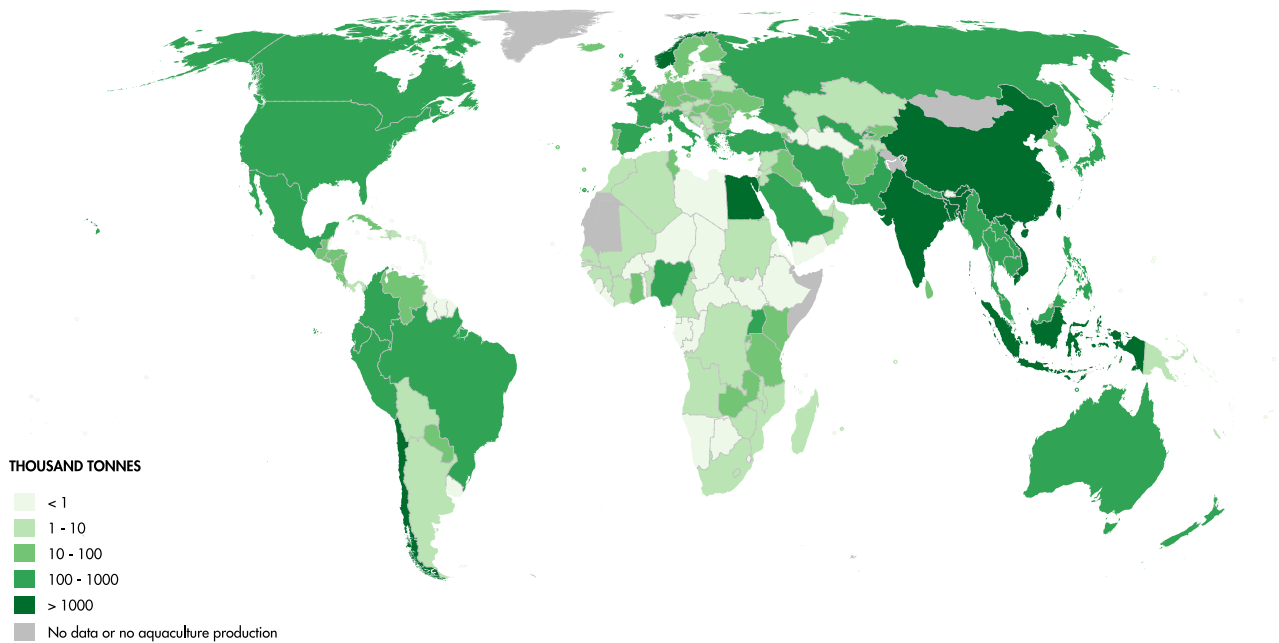 THOUSAND TONNES
< 1
1 - 10
10 - 100
100 - 1000
> 1000
No data or no aquaculture production